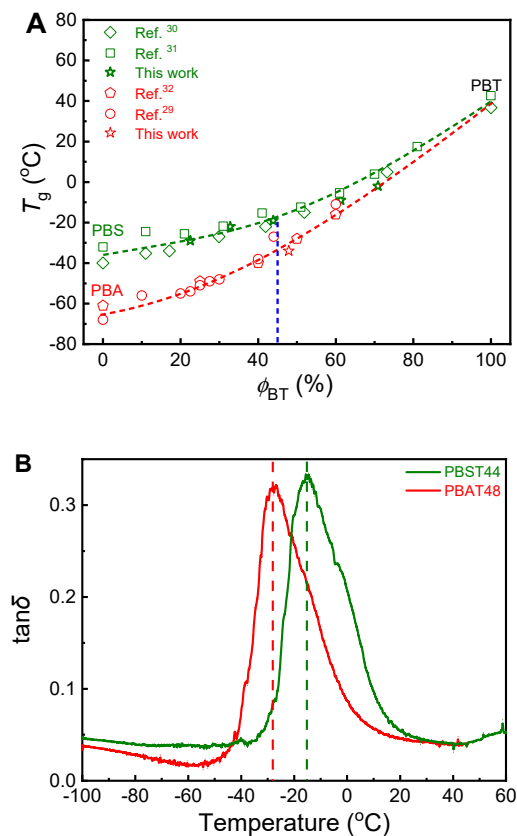 A
Ref. 30
Ref. 31
This work
Ref.32
Ref.29
This work
PBT
PBS
PBA
80
60
40
20
0
-20
-40
-60
-80
Tg (oC)
0
20
40
60
80
100
ϕBT (%)
B
PBST44
PBAT48
0.3
0.2
0.1
0.0
tanδ
-100
-80
-60
-40
-20
0
20
40
60
Temperature (oC)